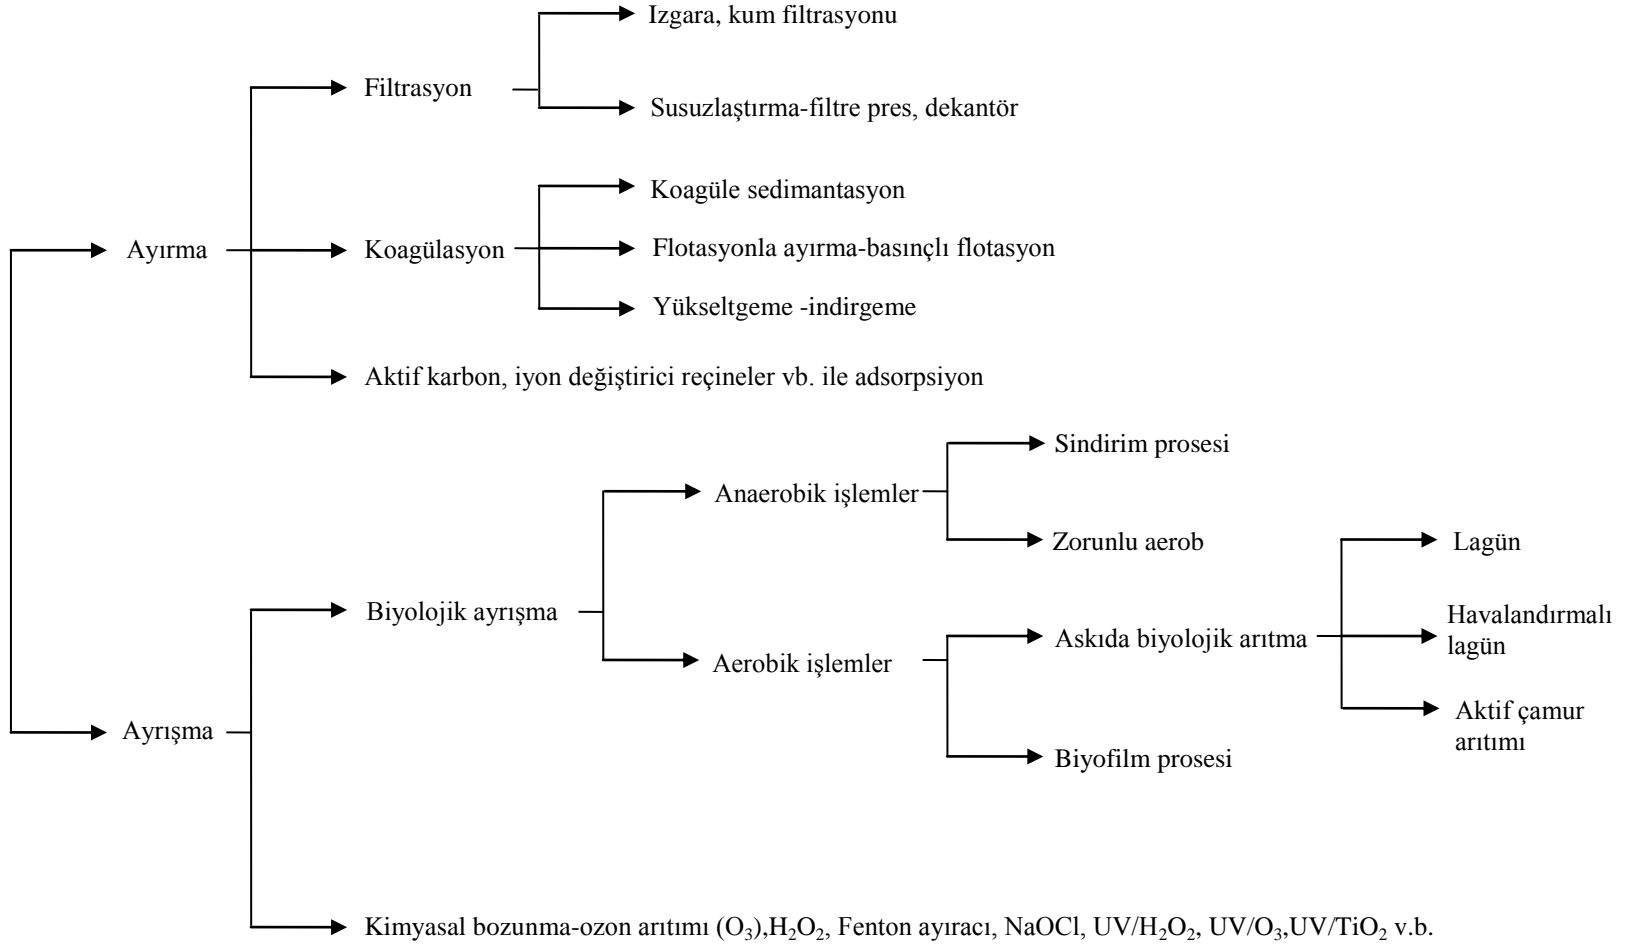 Izgara, kum filtrasyonu
Filtrasyon
Susuzlaştırma-filtre pres, dekantör
Koagüle sedimantasyon
Ayırma
Koagülasyon
Flotasyonla ayırma-basınçlı flotasyon
Yükseltgeme -indirgeme
Aktif karbon, iyon değiştirici reçineler vb. ile adsorpsiyon
Sindirim prosesi
Anaerobik işlemler
Zorunlu aerob
Lagün
Biyolojik ayrışma
Havalandırmalı
lagün
Askıda biyolojik arıtma
Aerobik işlemler
Aktif çamur
arıtımı
Ayrışma
Biyofilm prosesi
Kimyasal bozunma-ozon arıtımı (O₃),H₂O₂, Fenton ayıracı, NaOCl, UV/H₂O₂, UV/O₃,UV/TiO₂ v.b.